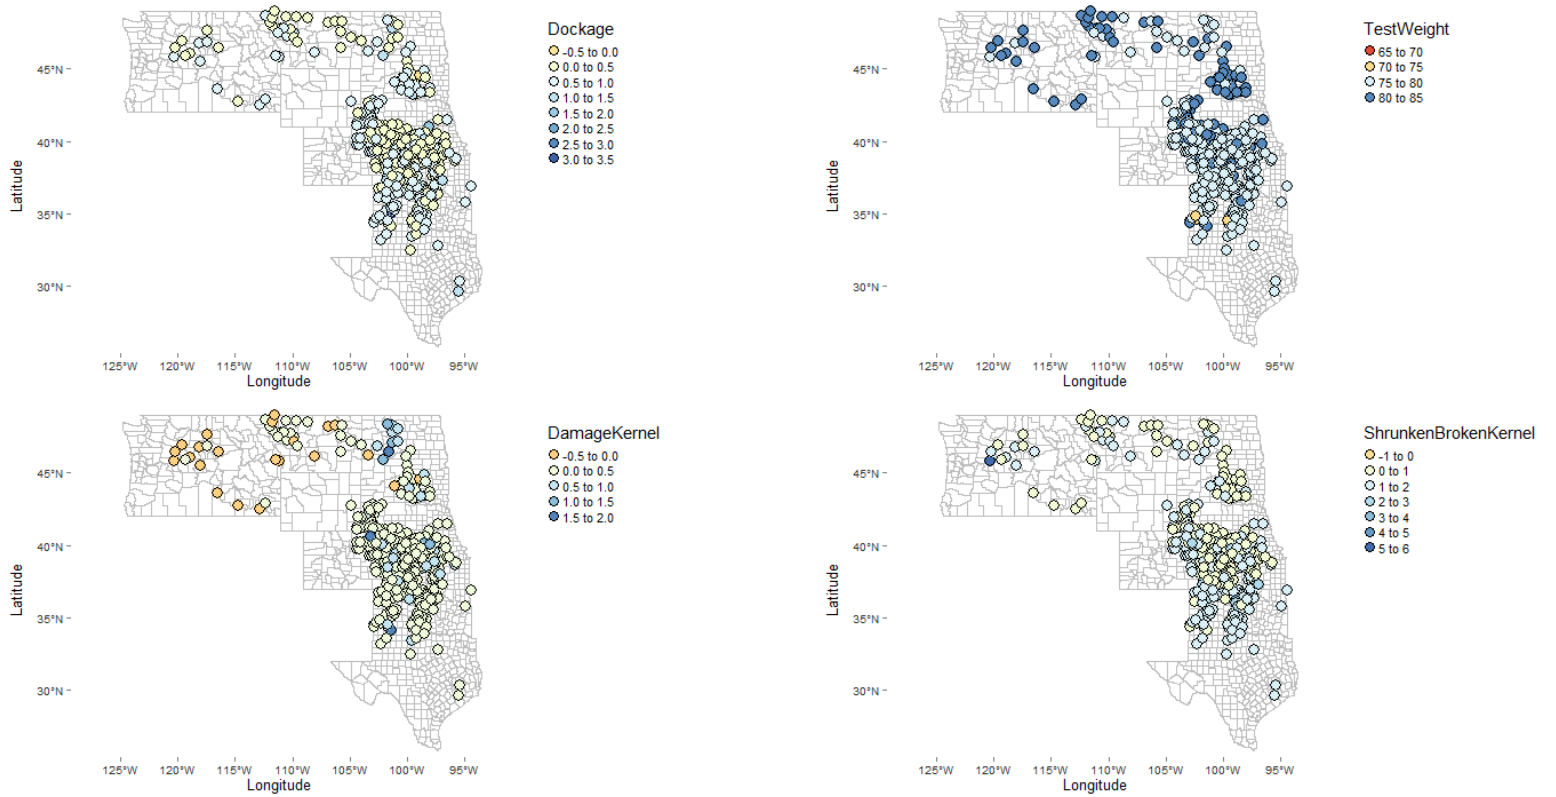 Dockage
-0.5 to 0.0
0.0 to 0.5
0.5 to 1.0
1.0 to 1.5
1.5 to 2.0
2.0 to 2.5
2.5 to 3.0
3.0 to 3.5
45°N
40°N
35°N
30°N
Latitude
125°W 120°W 115°W 110°W 105°W 100°W 95°W
Longitude
TestWeight
65 to 70
70 to 75
75 to 80
80 to 85
45°N
40°N
35°N
30°N
Latitude
125°W 120°W 115°W 110°W 105°W 100°W 95°W
Longitude
DamageKernel
-0.5 to 0.0
0.0 to 0.5
0.5 to 1.0
1.0 to 1.5
1.5 to 2.0
45°N
40°N
35°N
30°N
Latitude
125°W 120°W 115°W 110°W 105°W 100°W 95°W
Longitude
ShrunkenBrokenKernel
-1 to 0
0 to 1
1 to 2
2 to 3
3 to 4
4 to 5
5 to 6
45°N
40°N
35°N
30°N
Latitude
125°W 120°W 115°W 110°W 105°W 100°W 95°W
Longitude